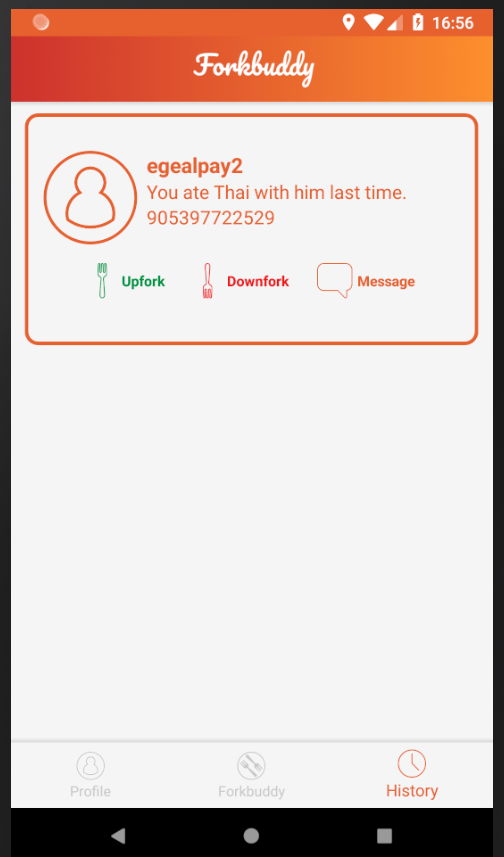 16:56
Forkbuddy
egealpay2
You ate Thai with him last time.
905397722529
Upfork Downfork Message
Profile Forkbuddy History